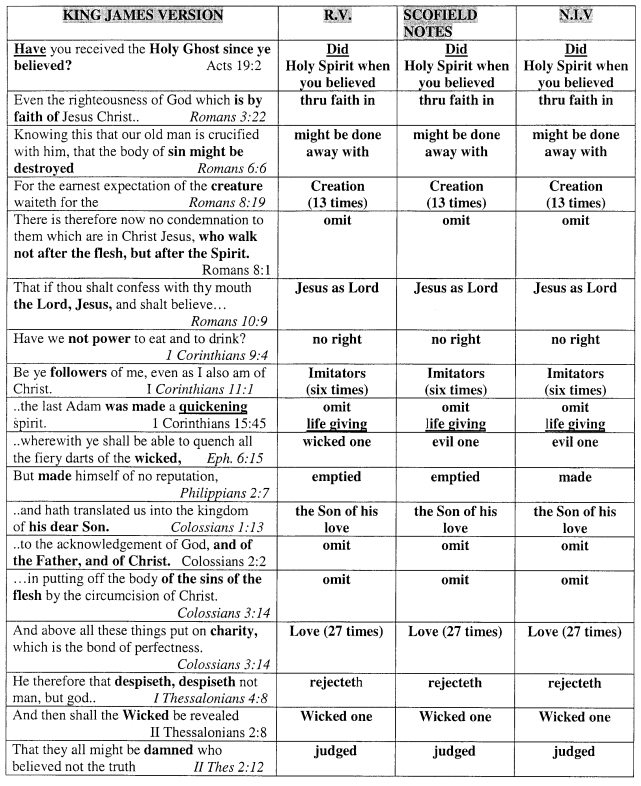 KING JAMES VERSION
R.V.
SCOFIELD
NOTES
N.I.V
Have you received the Holy Ghost since ye
believed? Acts 19:2
Did
Holy Spirit when
you believed
Did
Holy Spirit when
you believed
Did
Holy Spirit when
you believed
Even the righteousness of God which is by
faith of Jesus Christ.. Romans 3:22
thru faith in
thru faith in
thru faith in
Knowing this that our old man is crucified
with him, that the body of sin might be
destroyed Romans 6:6
might be done
away with
might be done
away with
might be done
away with
For the earnest expectation of the creature
waiteth for the Romans 8:19
Creation
(13 times)
Creation
(13 times)
Creation
(13 times)
There is therefore now no condemnation to
them which are in Christ Jesus, who walk
not after the flesh, but after the Spirit.
Romans 8:1
omit
omit
omit
That if thou shalt confess with thy mouth
the Lord, Jesus, and shalt believe…
Romans 10:9
Jesus as Lord
Jesus as Lord
Jesus as Lord
Have we not power to eat and to drink?
1 Corinthians 9:4
no right
no right
no right
Be ye followers of me, even as I also am of
Christ. I Corinthians 11:1
Imitators
(six times)
Imitators
(six times)
Imitators
(six times)
..the last Adam was made a quickening
spirit. 1 Corinthians 15:45
omit
life giving
omit
life giving
omit
life giving
..wherewith ye shall be able to quench all
the fiery darts of the wicked, Eph. 6:15
wicked one
evil one
evil one
But made himself of no reputation,
Philippians 2:7
emptied
emptied
made
..and hath translated us into the kingdom
of his dear Son. Colossians 1:13
the Son of his
love
the Son of his
love
the Son of his
love
..to the acknowledgement of God, and of
the Father, and of Christ. Colossians 2:2
omit
omit
omit
…in putting off the body of the sins of the
flesh by the circumcision of Christ.
Colossians 3:14
omit
omit
omit
And above all these things put on charity,
which is the bond of perfectness.
Colossians 3:14
Love (27 times)
Love (27 times)
Love (27 times)
He therefore that despiseth, despiseth not
man, but god.. I Thessalonians 4:8
rejecteth
rejecteth
rejecteth
And then shall the Wicked be revealed
II Thessalonians 2:8
Wicked one
Wicked one
Wicked one
That they all might be damned who
believed not the truth II Thes 2:12
judged
judged
judged